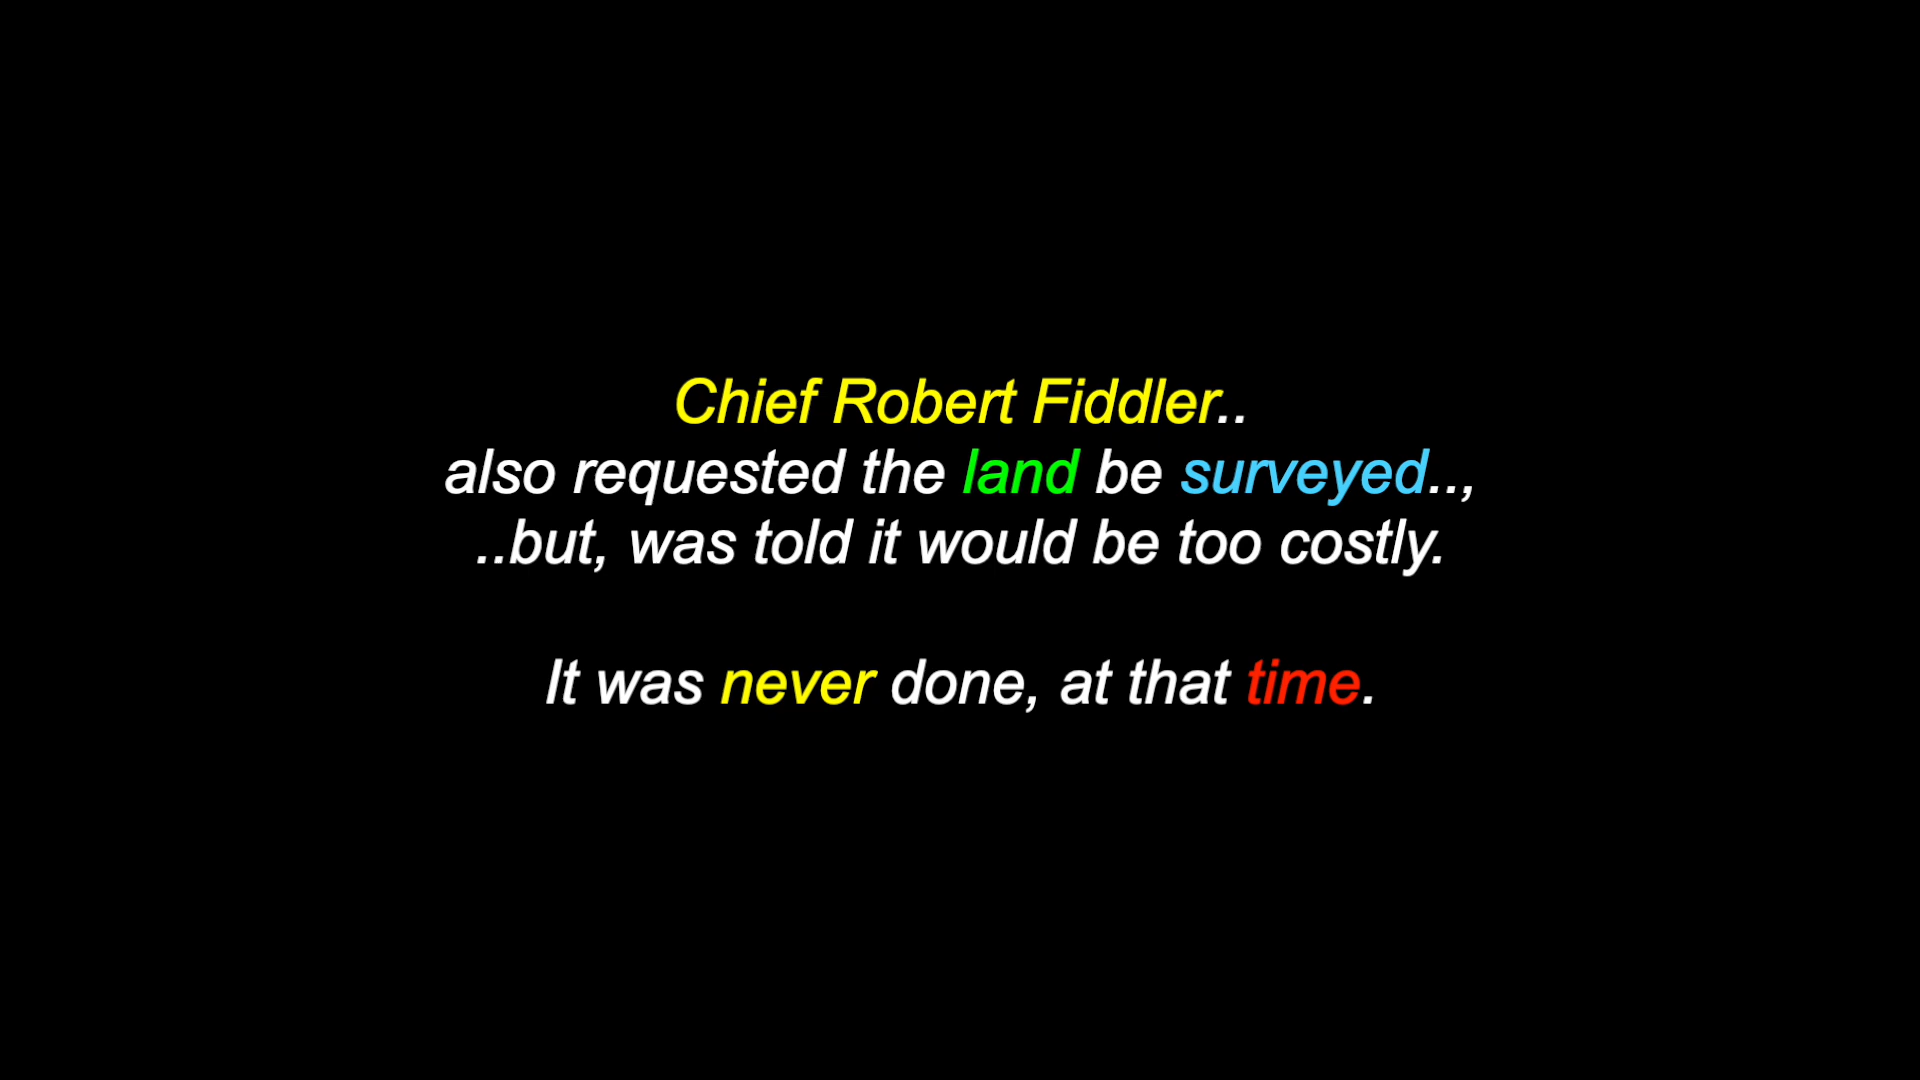 Chief Robert Fiddler..
also requested the land be surveyed..,
..but, was told it would be too costly.
It was never done, at that time.